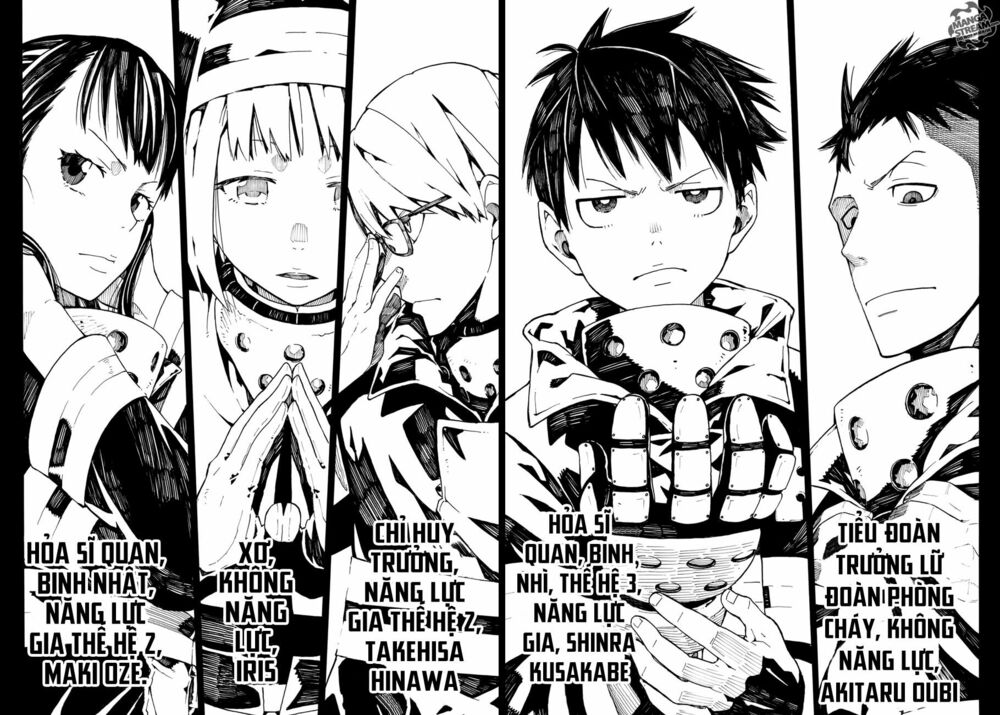 MANGA
STREAM
HỎA SĨ QUAN,
BINH NHẤT,
NĂNG LỰC
GIA THẾ HỆ 2,
MAKI OZE.
XƠ,
KHÔNG
NĂNG
LỰC,
IRIS
CHỈ HUY
TRƯỞNG,
NĂNG LỰC
GIA THẾ HỆ 2,
TAKEHISA
HINAWA
HỎA SĨ
QUAN, BINH
NHÌ, THẾ HỆ 3,
NĂNG LỰC
GIA, SHINRA
KUSAKABE
TIỂU ĐOÀN
TRƯỞNG LỮ
ĐOÀN PHÒNG
CHÁY, KHÔNG
NĂNG LỰC,
AKITARU OUBI